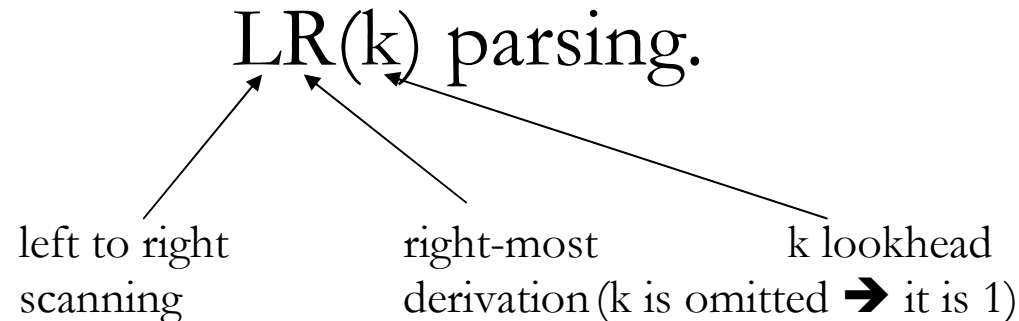 LR(k) parsing.
left to right right-most k lookhead
scanning derivation (k is omitted ➔ it is 1)